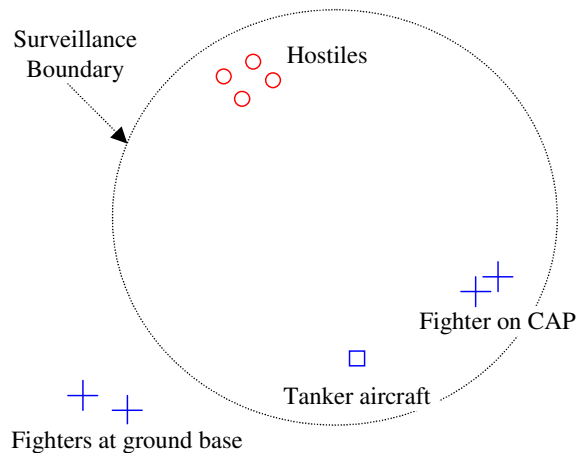 Surveillance
Boundary
Hostiles
Fighter on CAP
Tanker aircraft
Fighters at ground base